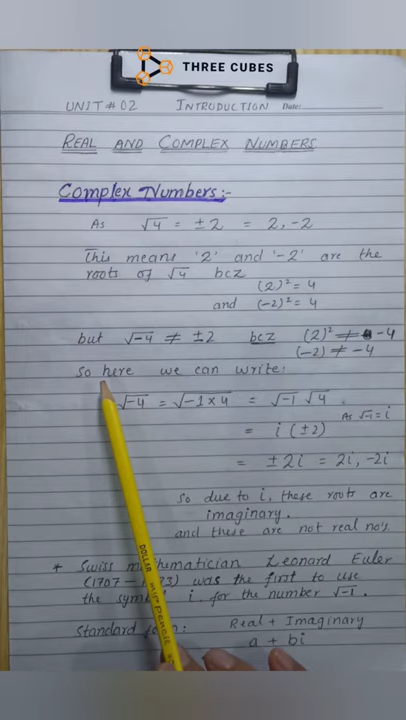 THREE CUBES
UNIT # 02 INTRODUCTION Date:
REAL AND COMPLEX NUMBERS
Complex Numbers:-
As √4 = ±2 = 2, -2
This means '2' and '-2' are the
roots of √4 bcz
(2)² = 4
and (-2)² = 4
but √-4 ≠ ±2 bcz (2)² ≠ -4
(-2) ≠ -4
so here we can write:
√-4 = √-1×4 = √-1 √4
As √-1 = i
= i (±2)
= ±2i = 2i, -2i
so due to i, these roots are
imaginary.
and these are not real no's.
* Swiss mathematician Leonard Euler
(1707 - was the first to use
the i for the number √-1.
Standard Real + Imaginary
a + bi
DOLLAR